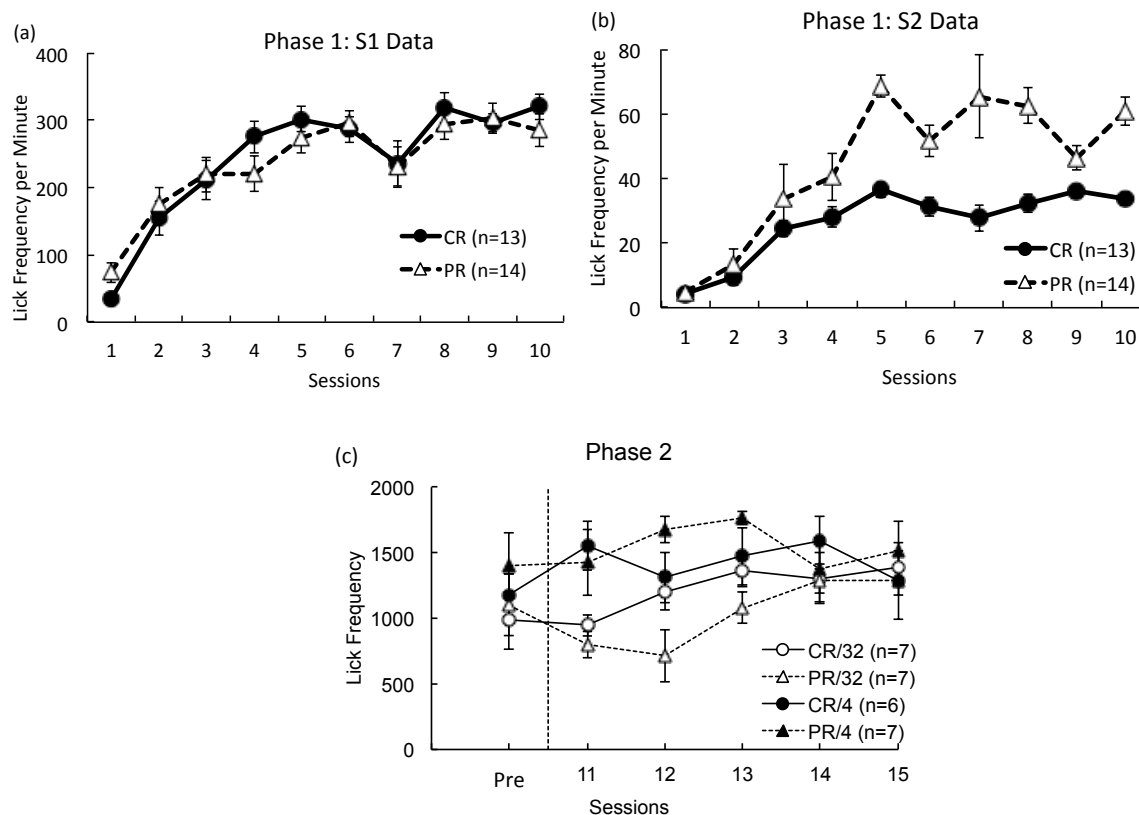 (a)
Phase 1: S1 Data
400
300
200
100
0
Lick Frequency per Minute
CR (n=13)
PR (n=14)
1 2 3 4 5 6 7 8 9 10
Sessions
(b)
Phase 1: S2 Data
80
60
40
20
0
Lick Frequency per Minute
CR (n=13)
PR (n=14)
1 2 3 4 5 6 7 8 9 10
Sessions
(c)
Phase 2
2000
1500
1000
500
0
Lick Frequency
CR/32 (n=7)
PR/32 (n=7)
CR/4 (n=6)
PR/4 (n=7)
Pre 11 12 13 14 15
Sessions